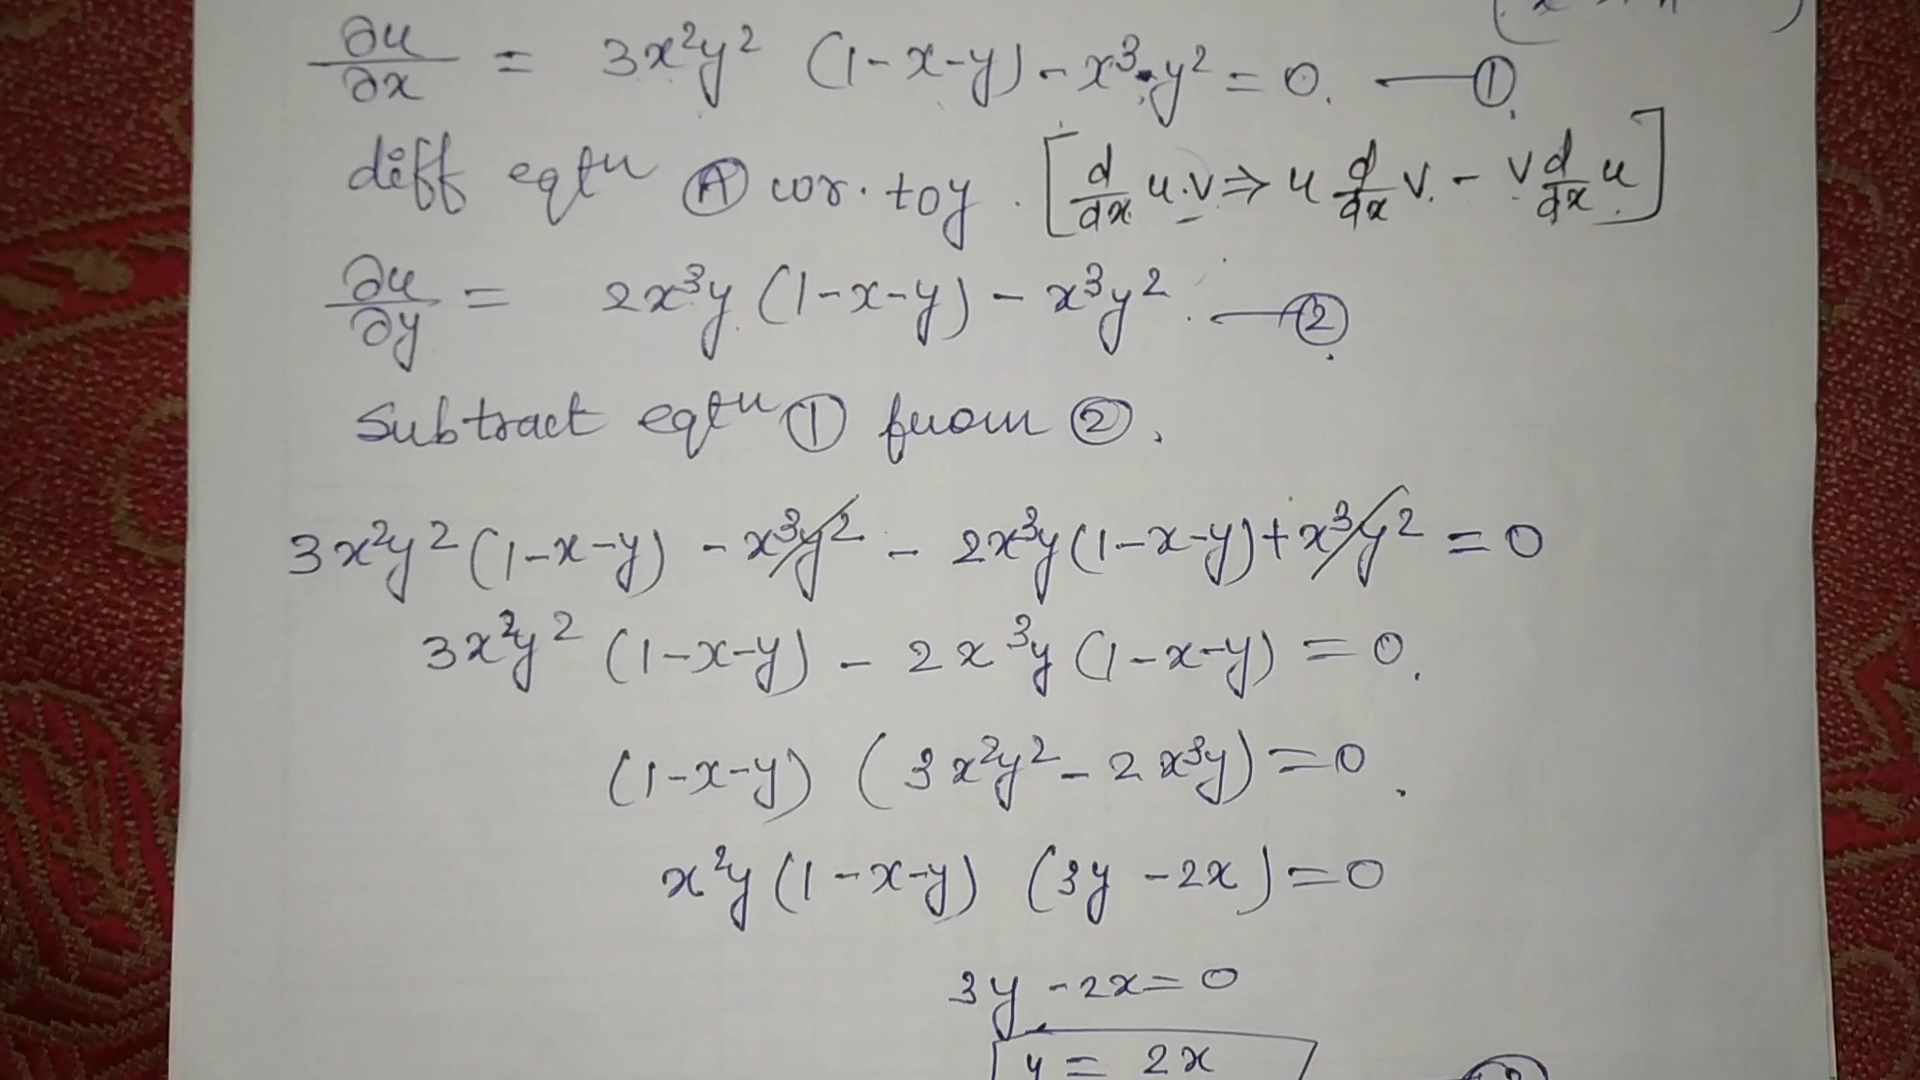 ∂u/∂x = 3x²y² (1-x-y) - x³y² = 0. — ①
diff eqtn Ⓐ wr. to y. [d/dx u.v ⇒ u d/dx v. - v d/dx u]
∂u/∂y = 2x³y (1-x-y) - x³y². — ②
Subtract eqtn ① from ②.
3x²y² (1-x-y) - x³y² - 2x³y (1-x-y) + x³y² = 0
3x²y² (1-x-y) - 2x³y (1-x-y) = 0.
(1-x-y) (3x²y² - 2x³y) = 0.
x²y (1-x-y) (3y - 2x) = 0
3y - 2x = 0
y = 2x